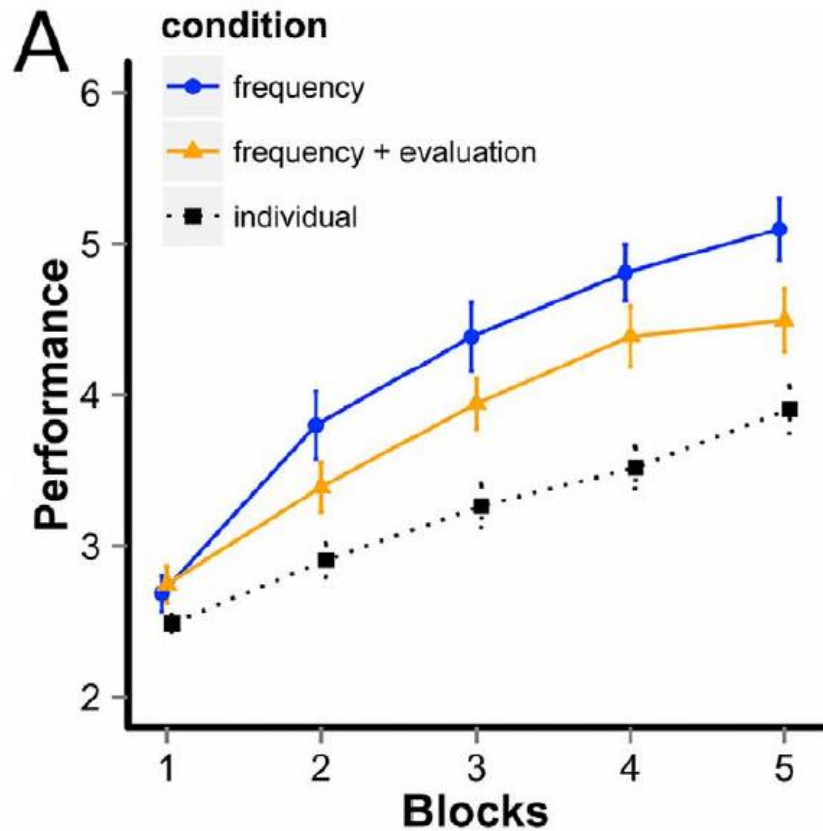 A
condition
frequency
frequency + evaluation
individual
6
5
4
3
2
Performance
1 2 3 4 5
Blocks